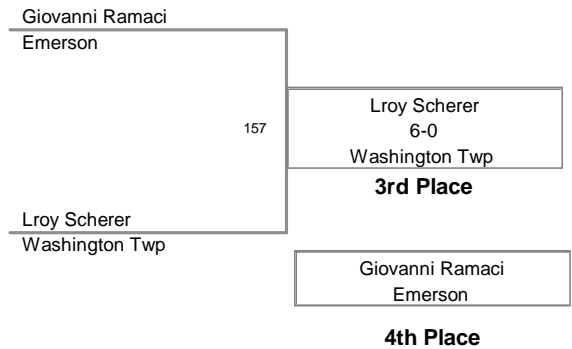 Giovanni Ramaci
Emerson
157
Lroy Scherer
6-0
Washington Twp
3rd Place
Lroy Scherer
Washington Twp
Giovanni Ramaci
Emerson
4th Place